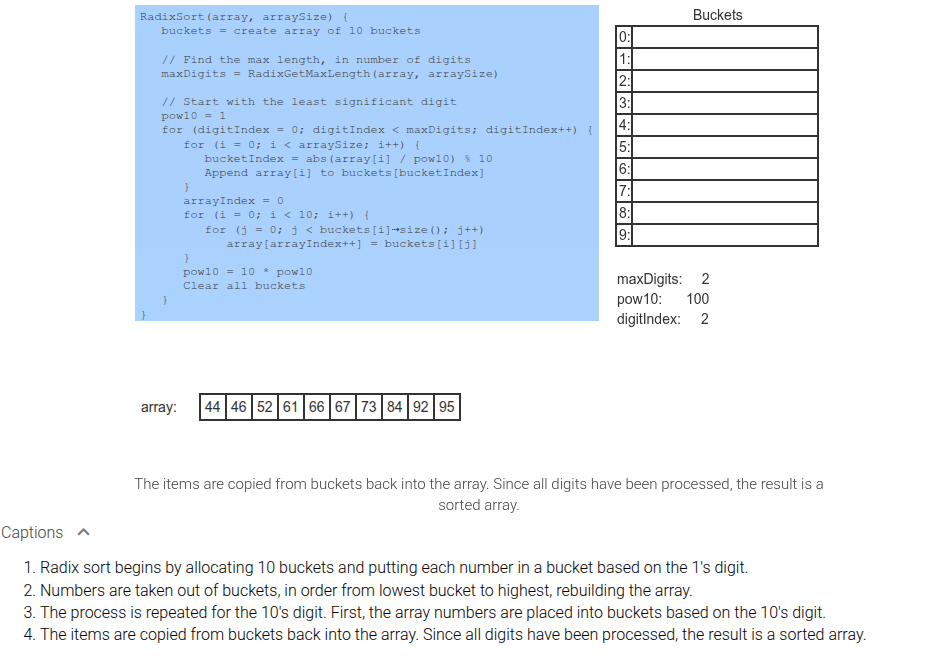 RadixSort(array, arraySize) {
   buckets = create array of 10 buckets

   // Find the max length, in number of digits
   maxDigits = RadixGetMaxLength(array, arraySize)

   // Start with the least significant digit
   pow10 = 1
   for (digitIndex = 0; digitIndex < maxDigits; digitIndex++) {
      for (i = 0; i < arraySize; i++) {
         bucketIndex = abs(array[i] / pow10) % 10
         Append array[i] to buckets[bucketIndex]
      }
      arrayIndex = 0
      for (i = 0; i < 10; i++) {
         for (j = 0; j < buckets[i]→size(); j++)
            array[arrayIndex++] = buckets[i][j]
      }
      pow10 = 10 * pow10
      Clear all buckets
   }
}
Buckets
0:
1:
2:
3:
4:
5:
6:
7:
8:
9:
maxDigits: 2
pow10: 100
digitIndex: 2
array: 44 46 52 61 66 67 73 84 92 95
The items are copied from buckets back into the array. Since all digits have been processed, the result is a
sorted array.
Captions
1. Radix sort begins by allocating 10 buckets and putting each number in a bucket based on the 1's digit.
2. Numbers are taken out of buckets, in order from lowest bucket to highest, rebuilding the array.
3. The process is repeated for the 10's digit. First, the array numbers are placed into buckets based on the 10's digit.
4. The items are copied from buckets back into the array. Since all digits have been processed, the result is a sorted array.